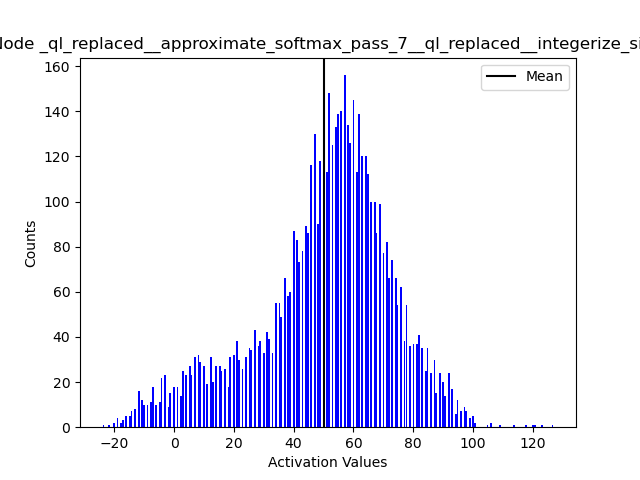 Node _ql_replaced__approximate_softmax_pass_7__ql_replaced__integerize_si
Mean
160
140
120
100
80
60
40
20
0
Counts
−20 0 20 40 60 80 100 120
Activation Values